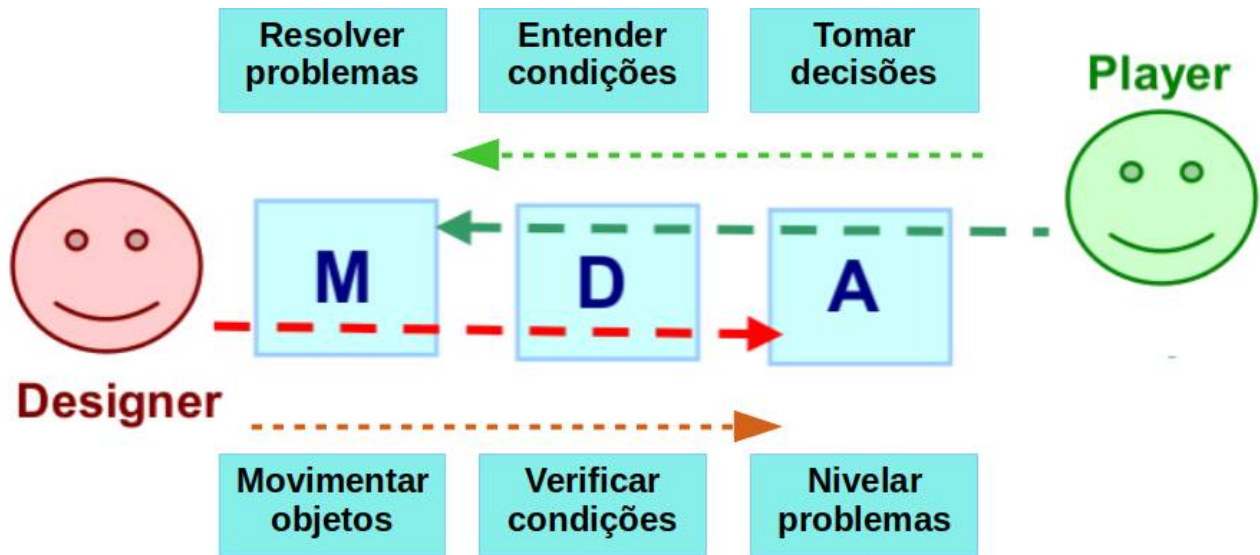 Resolver
problemas
Entender
condições
Tomar
decisões
Player
M
D
A
Designer
Movimentar
objetos
Verificar
condições
Nivelar
problemas